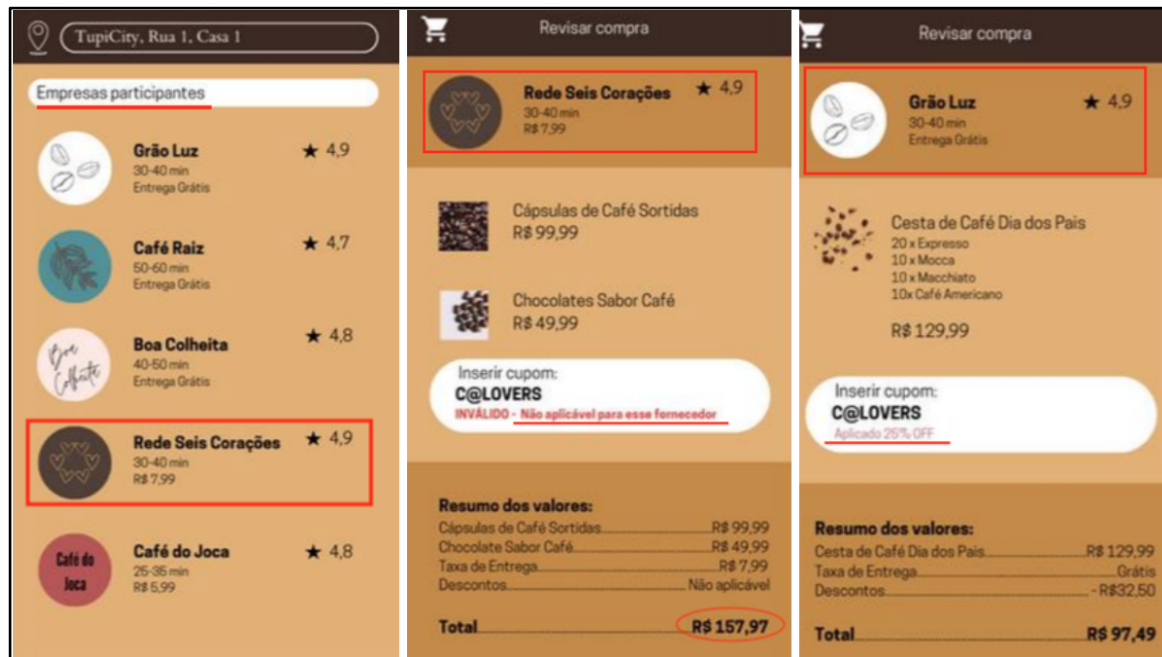 TupiCity, Rua 1, Casa 1
Empresas participantes
Grão Luz ★ 4,9
30-40 min
Entrega Grátis
Café Raiz ★ 4,7
50-60 min
Entrega Grátis
Boa Colheita
Boa Colheita ★ 4,8
40-50 min
Entrega Grátis
Rede Seis Corações ★ 4,9
30-40 min
R$ 7,99
Café do Joca
Café do Joca ★ 4,8
25-35 min
R$ 5,99
Revisar compra
Rede Seis Corações ★ 4,9
30-40 min
R$ 7,99
Cápsulas de Café Sortidas
R$ 99,99
Chocolates Sabor Café
R$ 49,99
Inserir cupom:
C@LOVERS
INVÁLIDO - Não aplicável para esse fornecedor
Resumo dos valores:
Cápsulas de Café Sortidas R$ 99,99
Chocolate Sabor Café R$ 49,99
Taxa de Entrega R$ 7,99
Descontos Não aplicável
Total R$ 157,97
Revisar compra
Grão Luz ★ 4,9
30-40 min
Entrega Grátis
Cesta de Café Dia dos Pais
20 x Expresso
10 x Mocca
10 x Macchiato
10x Café Americano
R$ 129,99
Inserir cupom:
C@LOVERS
Aplicado 25% OFF
Resumo dos valores:
Cesta de Café Dia dos Pais R$ 129,99
Taxa de Entrega Grátis
Descontos - R$32,50
Total R$ 97,49